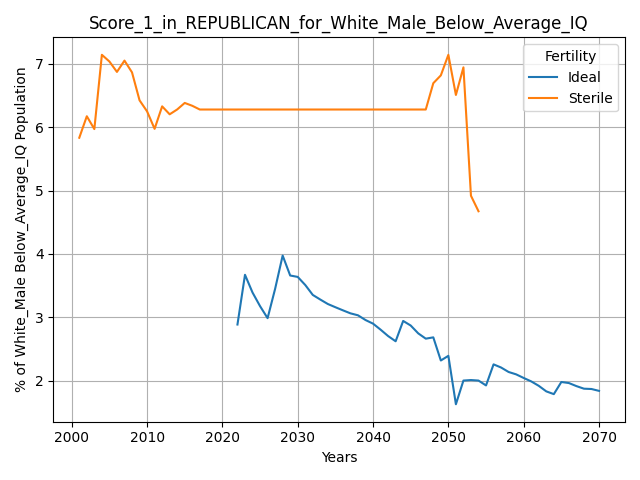 Score_1_in_REPUBLICAN_for_White_Male_Below_Average_IQ
Fertility
Ideal
Sterile
% of White_Male Below_Average_IQ Population
7
6
5
4
3
2
2000 2010 2020 2030 2040 2050 2060 2070
Years